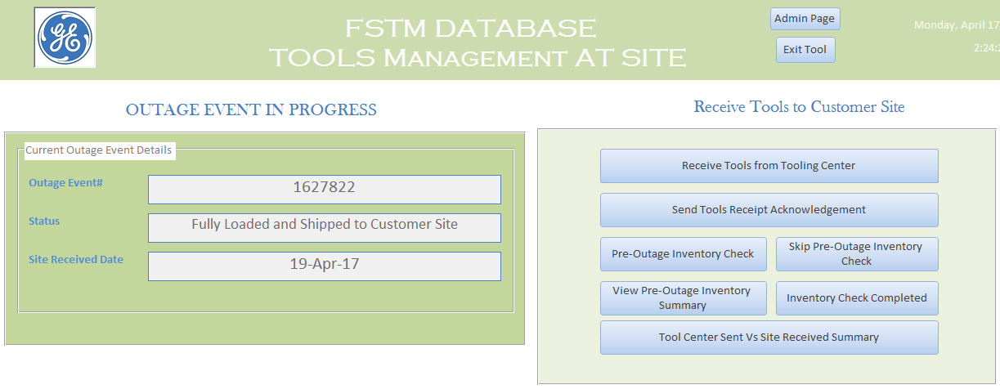 GE
FSTM DATABASE
TOOLS MANAGEMENT AT SITE
Admin Page
Exit Tool
Monday, April 17
2:24:2
OUTAGE EVENT IN PROGRESS
Receive Tools to Customer Site
Current Outage Event Details
Outage Event#
1627822
Status
Fully Loaded and Shipped to Customer Site
Site Received Date
19-Apr-17
Receive Tools from Tooling Center
Send Tools Receipt Acknowledgement
Pre-Outage Inventory Check
Skip Pre-Outage Inventory
Check
View Pre-Outage Inventory
Summary
Inventory Check Completed
Tool Center Sent Vs Site Received Summary